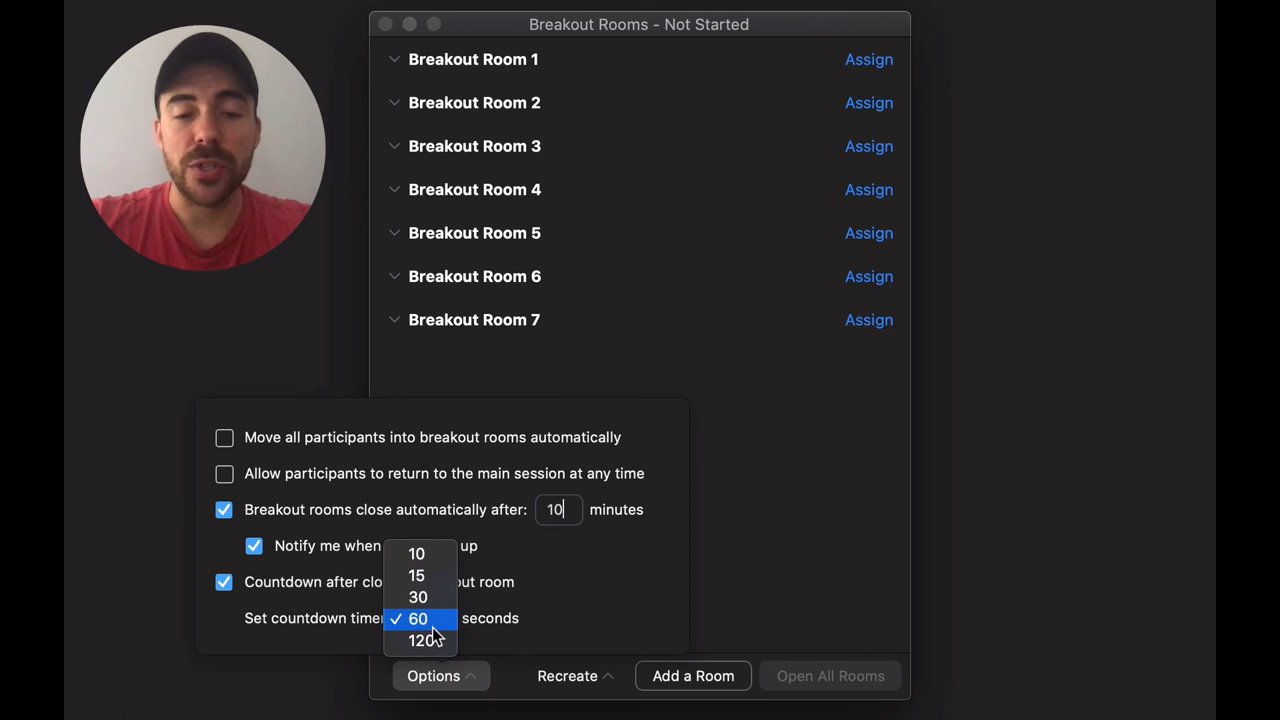 Breakout Rooms - Not Started
Breakout Room 1 Assign
Breakout Room 2 Assign
Breakout Room 3 Assign
Breakout Room 4 Assign
Breakout Room 5 Assign
Breakout Room 6 Assign
Breakout Room 7 Assign
Move all participants into breakout rooms automatically
Allow participants to return to the main session at any time
Breakout rooms close automatically after: 10 minutes
Notify me when up
10
15
Countdown after clo out room
30
Set countdown timer 60 seconds
120
Options Recreate Add a Room Open All Rooms